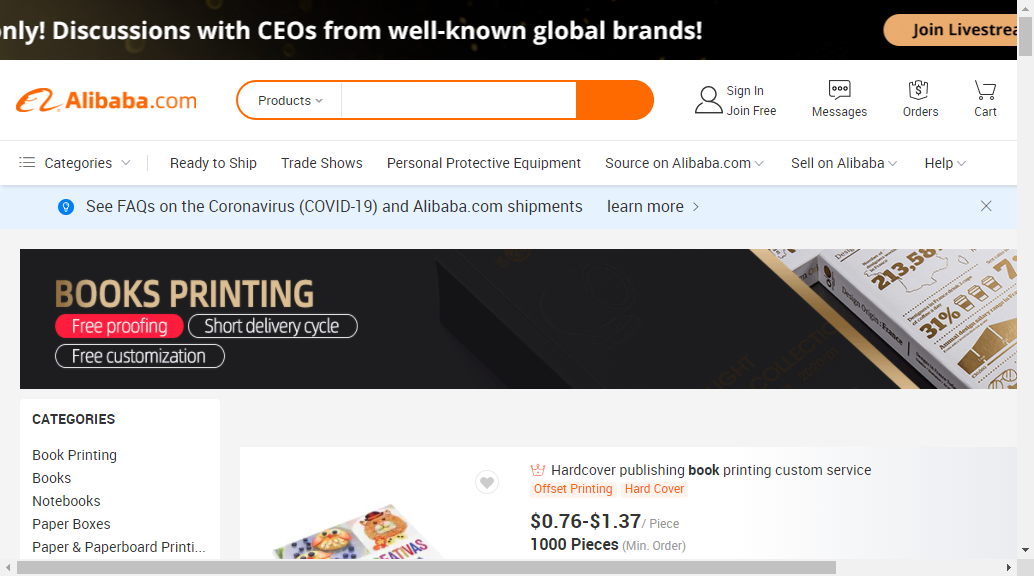 only! Discussions with CEOs from well-known global brands!
Join Livestrea
Alibaba.com
Products
Sign In
Join Free
Messages
Orders
Cart
Categories
Ready to Ship
Trade Shows
Personal Protective Equipment
Source on Alibaba.com
Sell on Alibaba
Help
See FAQs on the Coronavirus (COVID-19) and Alibaba.com shipments learn more
BOOKS PRINTING
Free proofing Short delivery cycle
Free customization
213,58
31%
CATEGORIES
Book Printing
Books
Notebooks
Paper Boxes
Paper & Paperboard Printi...
Hardcover publishing book printing custom service
Offset Printing Hard Cover
$0.76-$1.37/ Piece
1000 Pieces (Min. Order)